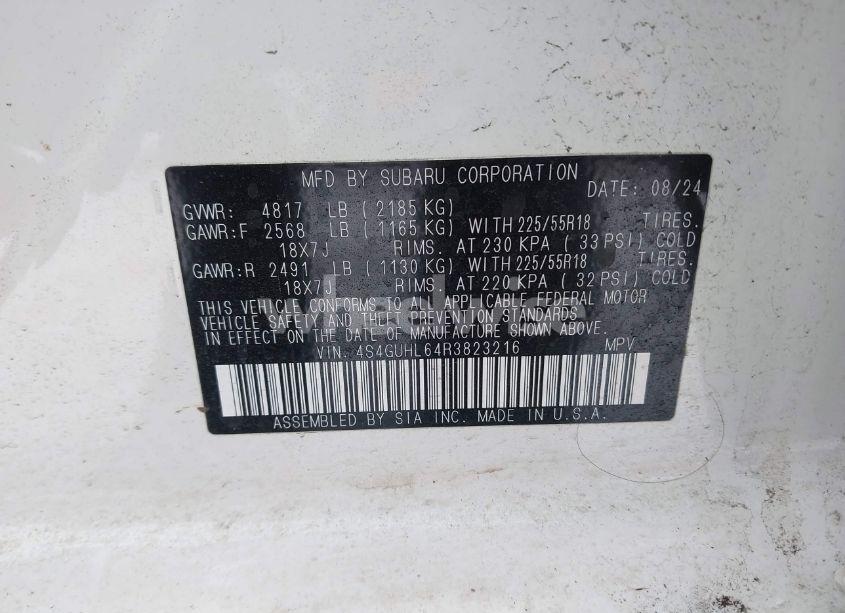 MFD BY SUBARU CORPORATION
DATE: 08/24
GVWR: 4817 LB ( 2185 KG)
GAWR:F 2568 LB ( 1165 KG) WITH 225/55R18 TIRES.
18X7J RIMS. AT 230 KPA ( 33 PSI) COLD
GAWR:R 2491 LB ( 1130 KG) WITH 225/55R18 TIRES.
18X7J RIMS. AT 220 KPA ( 32 PSI) COLD
THIS VEHICLE CONFORMS TO ALL APPLICABLE FEDERAL MOTOR
VEHICLE SAFETY AND THEFT PREVENTION STANDARDS
IN EFFECT ON THE DATE OF MANUFACTURE SHOWN ABOVE.
VIN. 4S4GUHL64R3823216 MPV
ASSEMBLED BY SIA INC. MADE IN U.S.A.